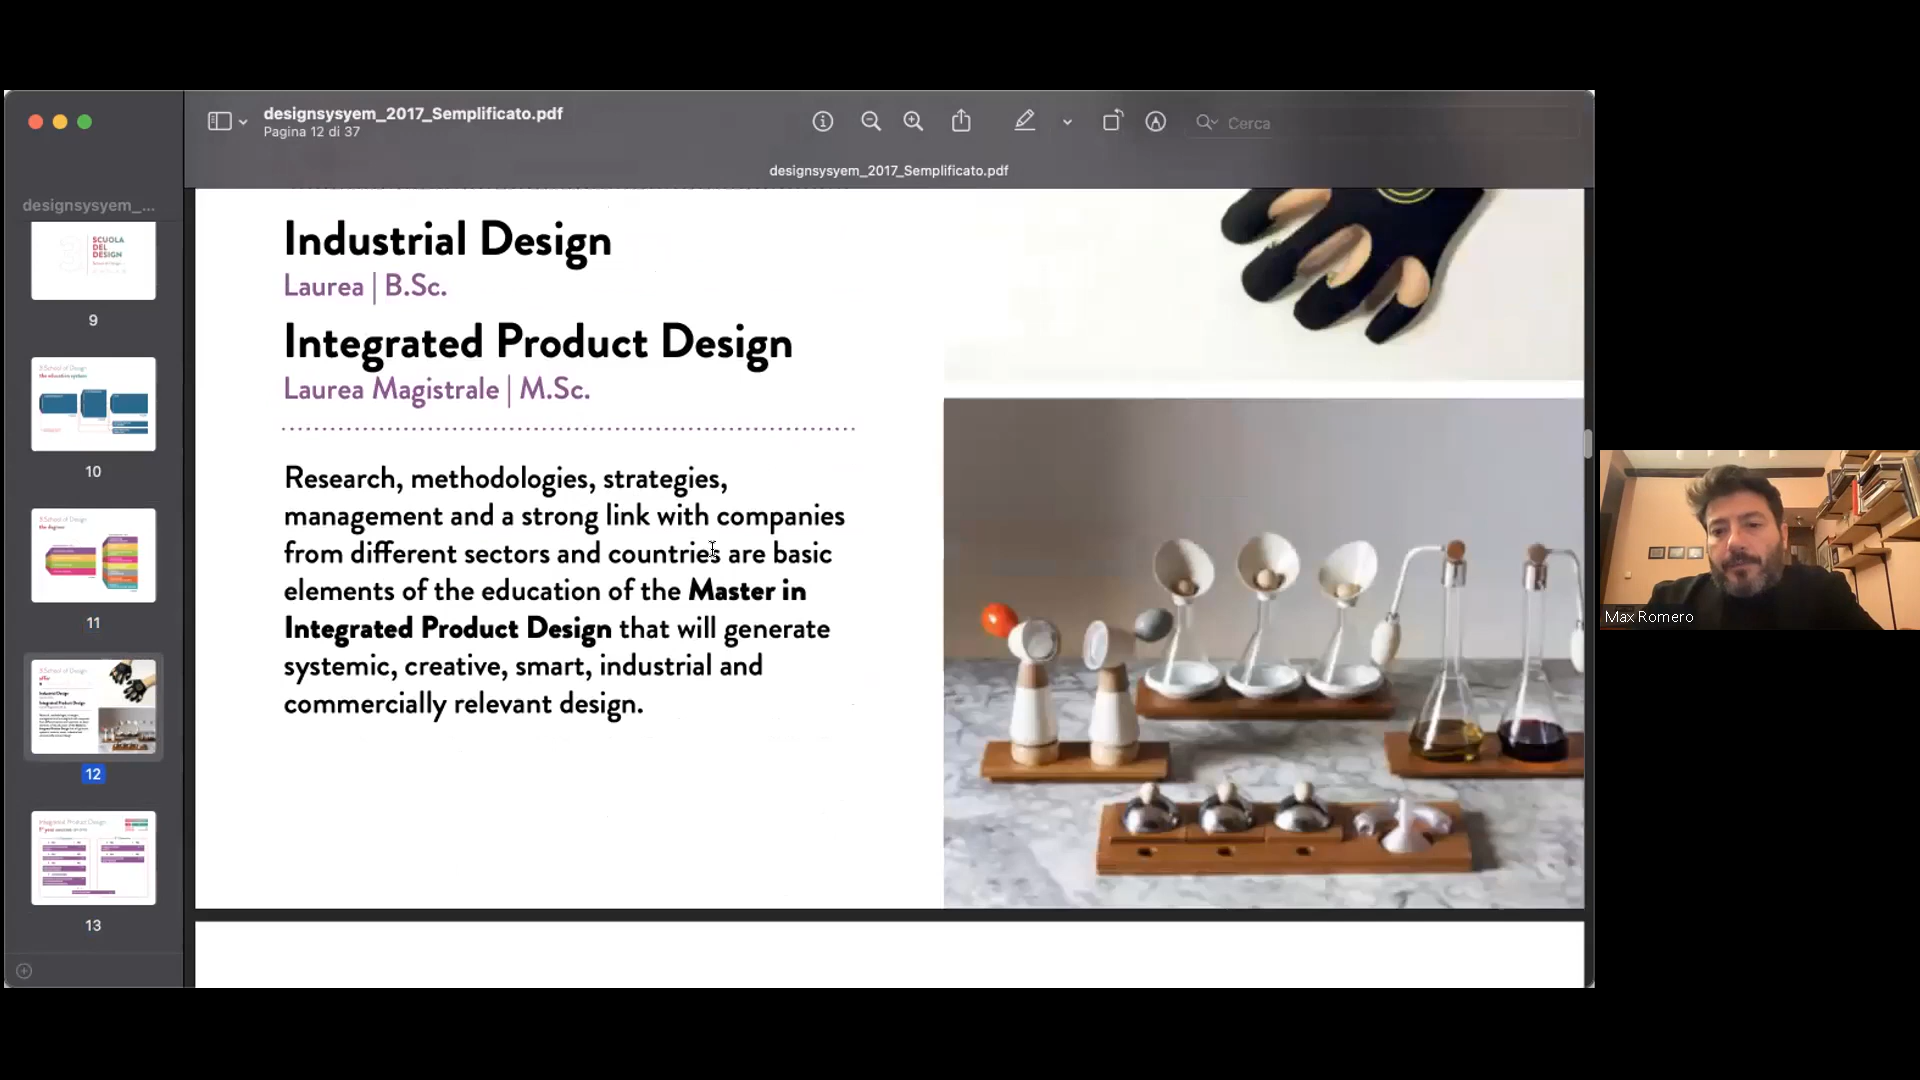 designsysyem_2017_Semplificato.pdf
Pagina 12 di 37
Cerca
designsysyem_2017_Semplificato.pdf
designsysyem_...
SCUOLA
DEL
DESIGN
9
10
11
12
13
Industrial Design
Laurea | B.Sc.
Integrated Product Design
Laurea Magistrale | M.Sc.
Research, methodologies, strategies,
management and a strong link with companies
from different sectors and countries are basic
elements of the education of the Master in
Integrated Product Design that will generate
systemic, creative, smart, industrial and
commercially relevant design.
Max Romero